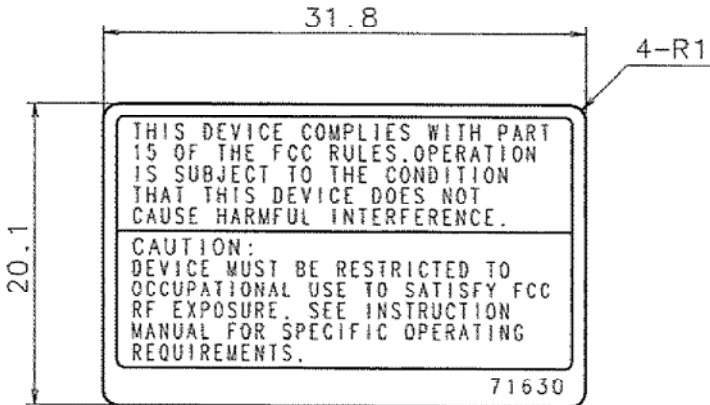 31.8
4-R1
20.1
THIS DEVICE COMPLIES WITH PART
15 OF THE FCC RULES.OPERATION
IS SUBJECT TO THE CONDITION
THAT THIS DEVICE DOES NOT
CAUSE HARMFUL INTERFERENCE.
CAUTION:
DEVICE MUST BE RESTRICTED TO
OCCUPATIONAL USE TO SATISFY FCC
RF EXPOSURE. SEE INSTRUCTION
MANUAL FOR SPECIFIC OPERATING
REQUIREMENTS.
71630